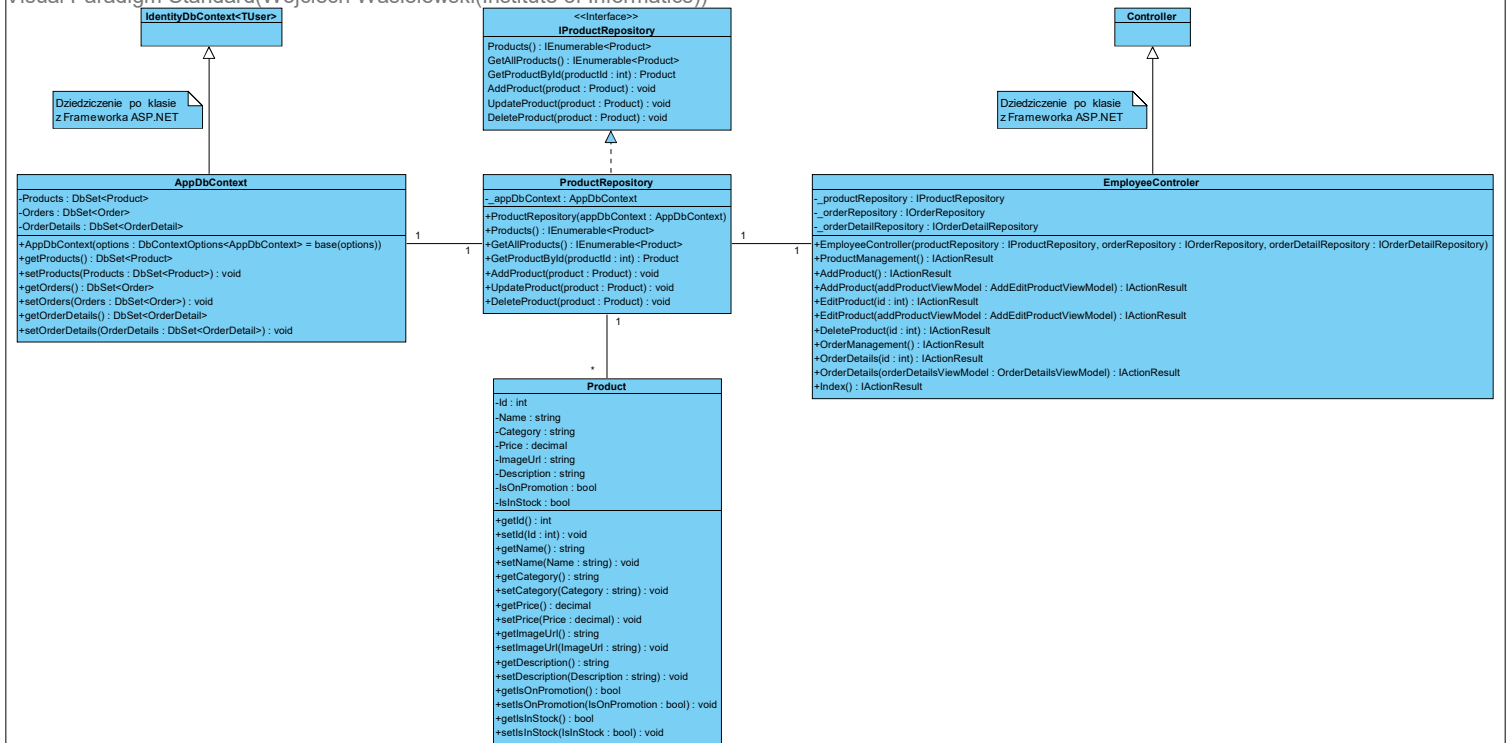 Visual Paradigm Standard(Wojciech Wasiolowski(Institute of Informatics))
IdentityDbContext<TUser>
Dziedziczenie po klasie
z Frameworka ASP.NET
AppDbContext
-Products : DbSet<Product>
-Orders : DbSet<Order>
-OrderDetails : DbSet<OrderDetail>
+AppDbContext(options : DbContextOptions<AppDbContext> = base(options))
+getProducts() : DbSet<Product>
+setProducts(Products : DbSet<Product>) : void
+getOrders() : DbSet<Order>
+setOrders(Orders : DbSet<Order>) : void
+getOrderDetails() : DbSet<OrderDetail>
+setOrderDetails(OrderDetails : DbSet<OrderDetail>) : void
1
1
<<Interface>>
IProductRepository
Products() : IEnumerable<Product>
GetAllProducts() : IEnumerable<Product>
GetProductById(productId : int) : Product
AddProduct(product : Product) : void
UpdateProduct(product : Product) : void
DeleteProduct(product : Product) : void
ProductRepository
-_appDbContext : AppDbContext
+ProductRepository(appDbContext : AppDbContext)
+Products() : IEnumerable<Product>
+GetAllProducts() : IEnumerable<Product>
+GetProductById(productId : int) : Product
+AddProduct(product : Product) : void
+UpdateProduct(product : Product) : void
+DeleteProduct(product : Product) : void
1
1
1
*
Product
-Id : int
-Name : string
-Category : string
-Price : decimal
-ImageUrl : string
-Description : string
-IsOnPromotion : bool
-IsInStock : bool
+getId() : int
+setId(Id : int) : void
+getName() : string
+setName(Name : string) : void
+getCategory() : string
+setCategory(Category : string) : void
+getPrice() : decimal
+setPrice(Price : decimal) : void
+getImageUrl() : string
+setImageUrl(ImageUrl : string) : void
+getDescription() : string
+setDescription(Description : string) : void
+getIsOnPromotion() : bool
+setIsOnPromotion(IsOnPromotion : bool) : void
+getIsInStock() : bool
+setIsInStock(IsInStock : bool) : void
Controller
Dziedziczenie po klasie
z Frameworka ASP.NET
EmployeeControler
-_productRepository : IProductRepository
-_orderRepository : IOrderRepository
-_orderDetailRepository : IOrderDetailRepository
+EmployeeController(productRepository : IProductRepository, orderRepository : IOrderRepository, orderDetailRepository : IOrderDetailRepository)
+ProductManagement() : IActionResult
+AddProduct() : IActionResult
+AddProduct(addProductViewModel : AddEditProductViewModel) : IActionResult
+EditProduct(id : int) : IActionResult
+EditProduct(addProductViewModel : AddEditProductViewModel) : IActionResult
+DeleteProduct(id : int) : IActionResult
+OrderManagement() : IActionResult
+OrderDetails(id : int) : IActionResult
+OrderDetails(orderDetailsViewModel : OrderDetailsViewModel) : IActionResult
+Index() : IActionResult